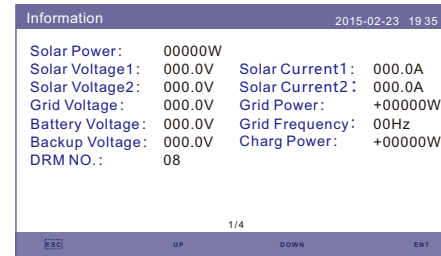 Information 2015-02-23 19 35
Solar Power: 00000W
Solar Voltage1: 000.0V Solar Current1: 000.0A
Solar Voltage2: 000.0V Solar Current2: 000.0A
Grid Voltage: 000.0V Grid Power: +00000W
Battery Voltage: 000.0V Grid Frequency: 00Hz
Backup Voltage: 000.0V Charg Power: +00000W
DRM NO.: 08
1/4
ESC UP DOWN ENT